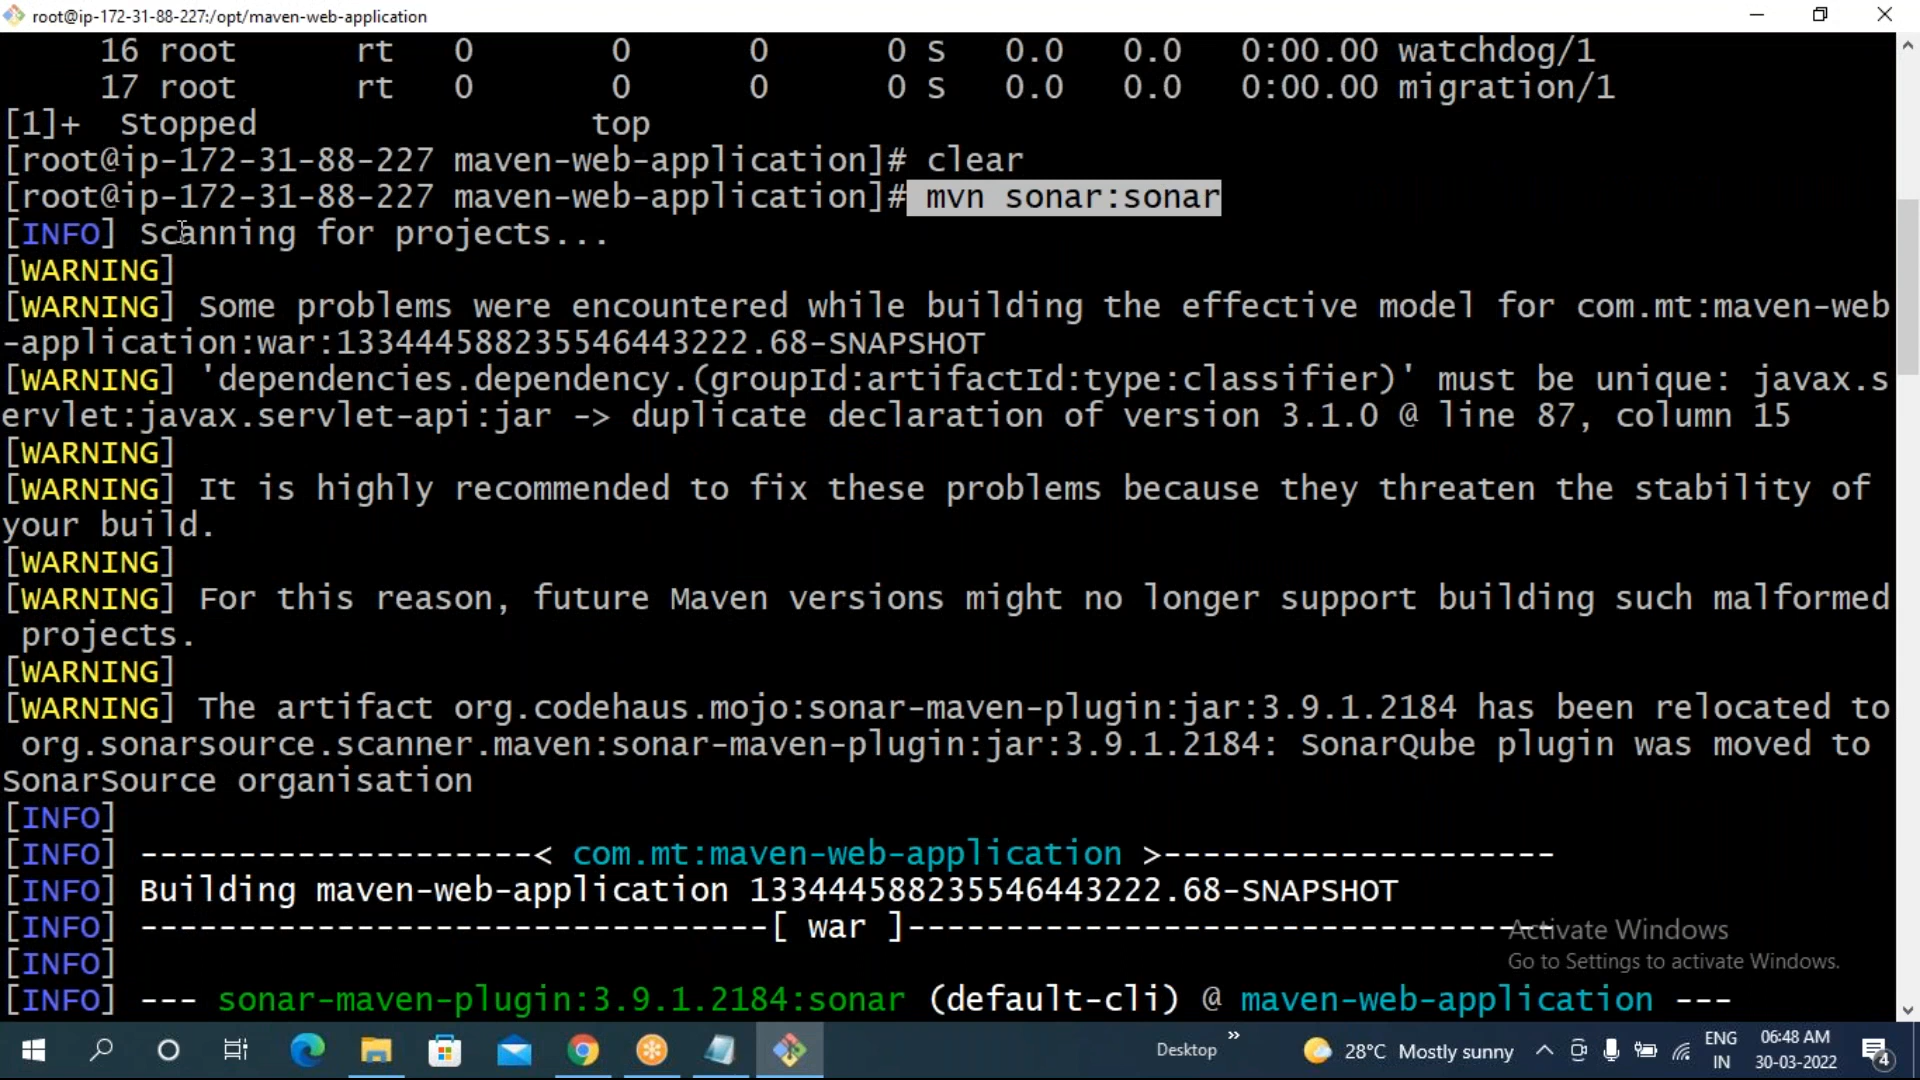 root@ip-172-31-88-227:/opt/maven-web-application
16 root rt 0 0 0 0 S 0.0 0.0 0:00.00 watchdog/1
17 root rt 0 0 0 0 S 0.0 0.0 0:00.00 migration/1
[1]+ Stopped top
[root@ip-172-31-88-227 maven-web-application]# clear
[root@ip-172-31-88-227 maven-web-application]# mvn sonar:sonar
[INFO] Scanning for projects...
[WARNING]
[WARNING] Some problems were encountered while building the effective model for com.mt:maven-web
-application:war:133444588235546443222.68-SNAPSHOT
[WARNING] 'dependencies.dependency.(groupId:artifactId:type:classifier)' must be unique: javax.s
ervlet:javax.servlet-api:jar -> duplicate declaration of version 3.1.0 @ line 87, column 15
[WARNING]
[WARNING] It is highly recommended to fix these problems because they threaten the stability of
your build.
[WARNING]
[WARNING] For this reason, future Maven versions might no longer support building such malformed
projects.
[WARNING]
[WARNING] The artifact org.codehaus.mojo:sonar-maven-plugin:jar:3.9.1.2184 has been relocated to
org.sonarsource.scanner.maven:sonar-maven-plugin:jar:3.9.1.2184: SonarQube plugin was moved to
SonarSource organisation
[INFO]
[INFO] --------------------< com.mt:maven-web-application >--------------------
[INFO] Building maven-web-application 133444588235546443222.68-SNAPSHOT
[INFO] --------------------------------[ war ]---------------------------------
[INFO]
[INFO] --- sonar-maven-plugin:3.9.1.2184:sonar (default-cli) @ maven-web-application ---
Activate Windows
Go to Settings to activate Windows.
Desktop » 28°C Mostly sunny ENG 06:48 AM
IN 30-03-2022 4